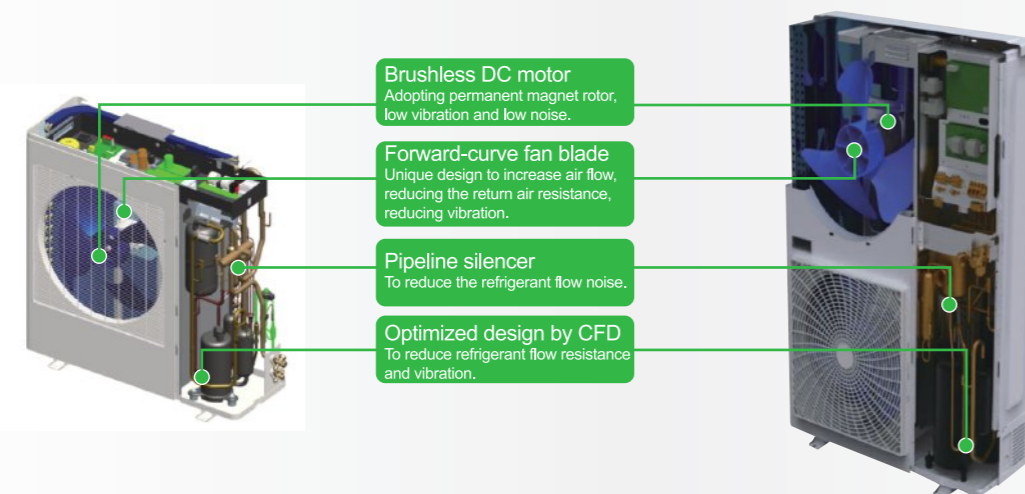 Brushless DC motor
Adopting permanent magnet rotor,
low vibration and low noise.
Forward-curve fan blade
Unique design to increase air flow,
reducing the return air resistance,
reducing vibration.
Pipeline silencer
To reduce the refrigerant flow noise.
Optimized design by CFD
To reduce refrigerant flow resistance
and vibration.